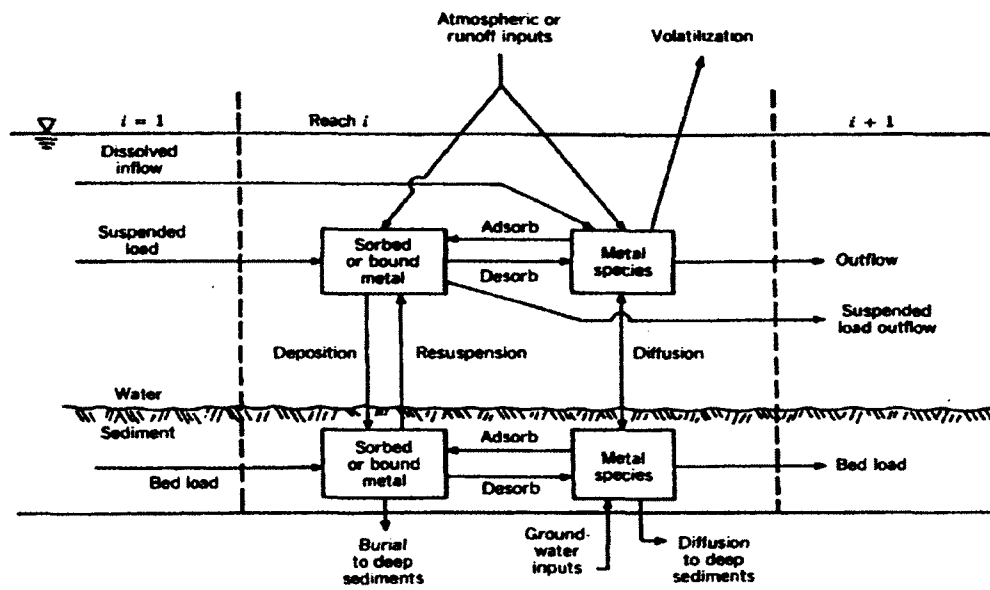 Atmospheric or
runoff inputs
Volatilization
i = 1
Reach i
i + 1
Dissolved
inflow
Suspended
load
Adsorb
Sorbed
or bound
metal
Metal
species
Desorb
Outflow
Suspended
load outflow
Deposition
Resuspension
Diffusion
Water
Sediment
Adsorb
Sorbed
or bound
metal
Metal
species
Bed load
Desorb
Bed load
Burial
to deep
sediments
Ground-
water
inputs
Diffusion
to deep
sediments